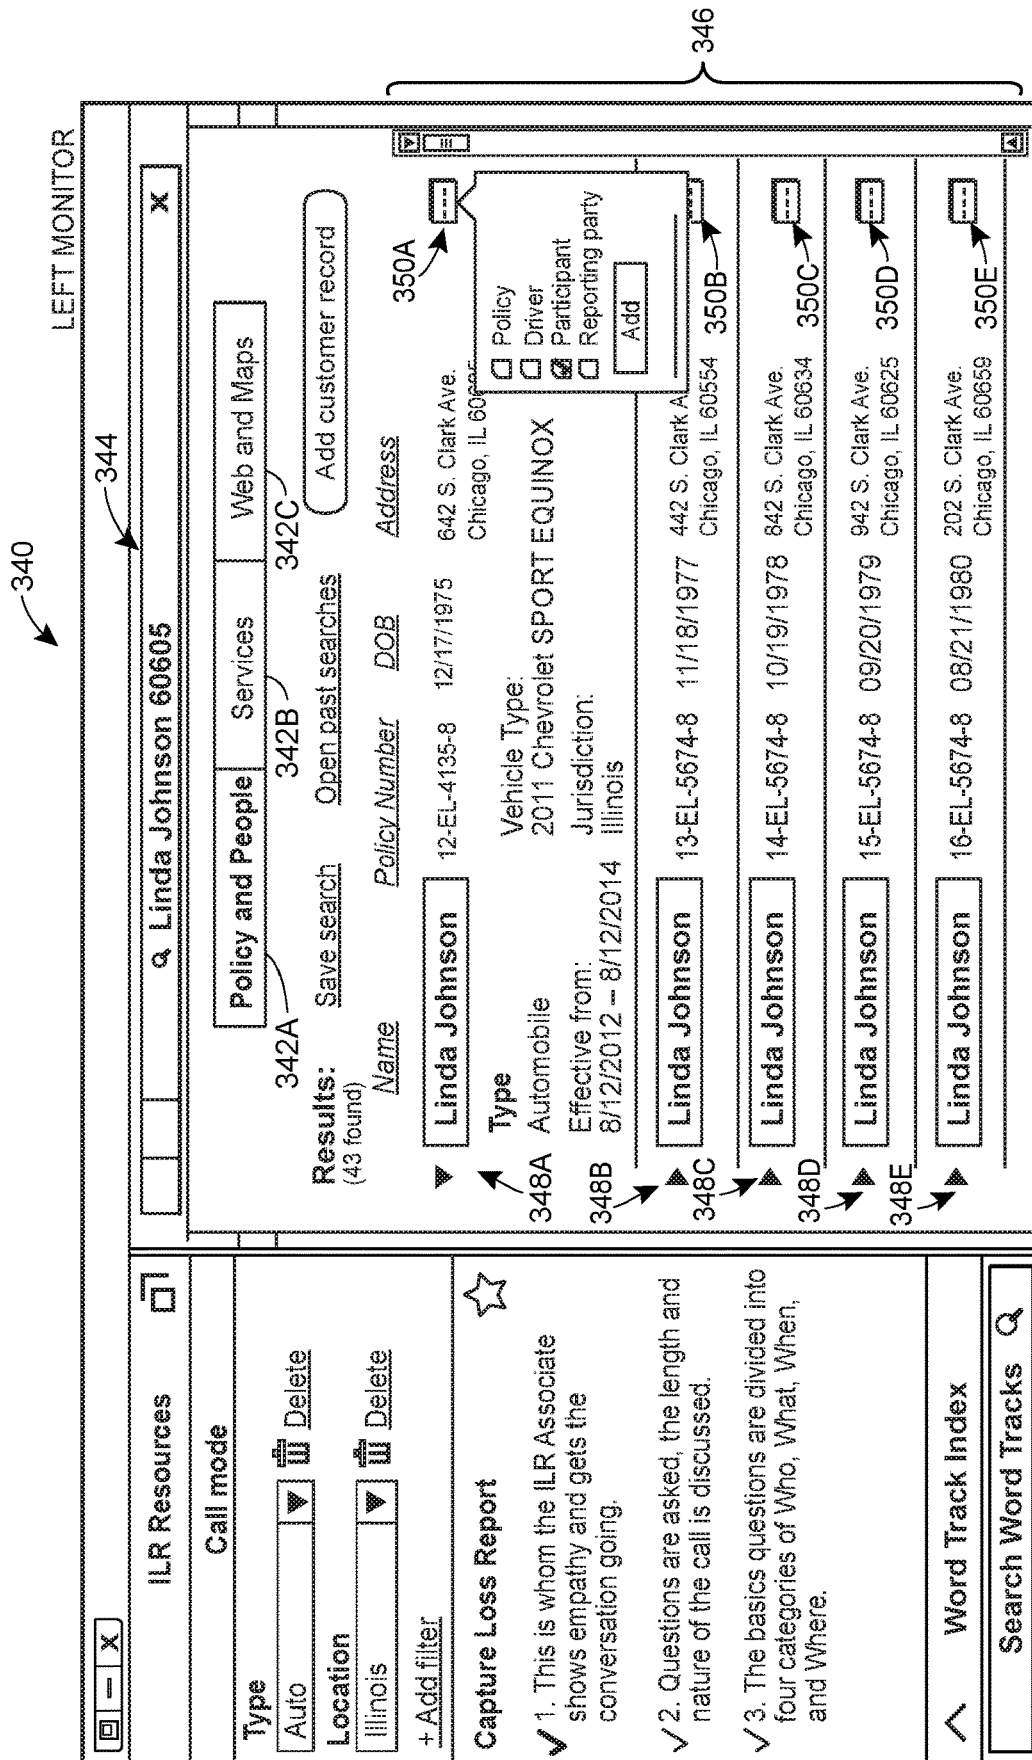 340
LEFT MONITOR
344
Linda Johnson 60605 X
ILR Resources
Call mode
Type
Auto Delete
Location
Illinois Delete
+ Add filter
Capture Loss Report
✓ 1. This is whom the ILR Associate
shows empathy and gets the
conversation going.
✓ 2. Questions are asked, the length and
nature of the call is discussed.
✓ 3. The basics questions are divided into
four categories of Who, What, When,
and Where.
Word Track Index
Search Word Tracks
Policy and People Services Web and Maps
342A 342B 342C
Results: Save search Open past searches Add customer record
(43 found)
Name Policy Number DOB Address
350A
Linda Johnson 12-EL-4135-8 12/17/1975 642 S. Clark Ave.
Chicago, IL
348A
Type Vehicle Type:
Automobile 2011 Chevrolet SPORT EQUINOX
Effective from: Jurisdiction:
8/12/2012 – 8/12/2014 Illinois
Policy
Driver
Participant
Reporting party
Add
348B Linda Johnson 13-EL-5674-8 11/18/1977 442 S. Clark A
Chicago, IL 60554 350B
348C Linda Johnson 14-EL-5674-8 10/19/1978 842 S. Clark Ave.
Chicago, IL 60634 350C
348D Linda Johnson 15-EL-5674-8 09/20/1979 942 S. Clark Ave.
Chicago, IL 60625 350D
348E Linda Johnson 16-EL-5674-8 08/21/1980 202 S. Clark Ave.
Chicago, IL 60659 350E
346